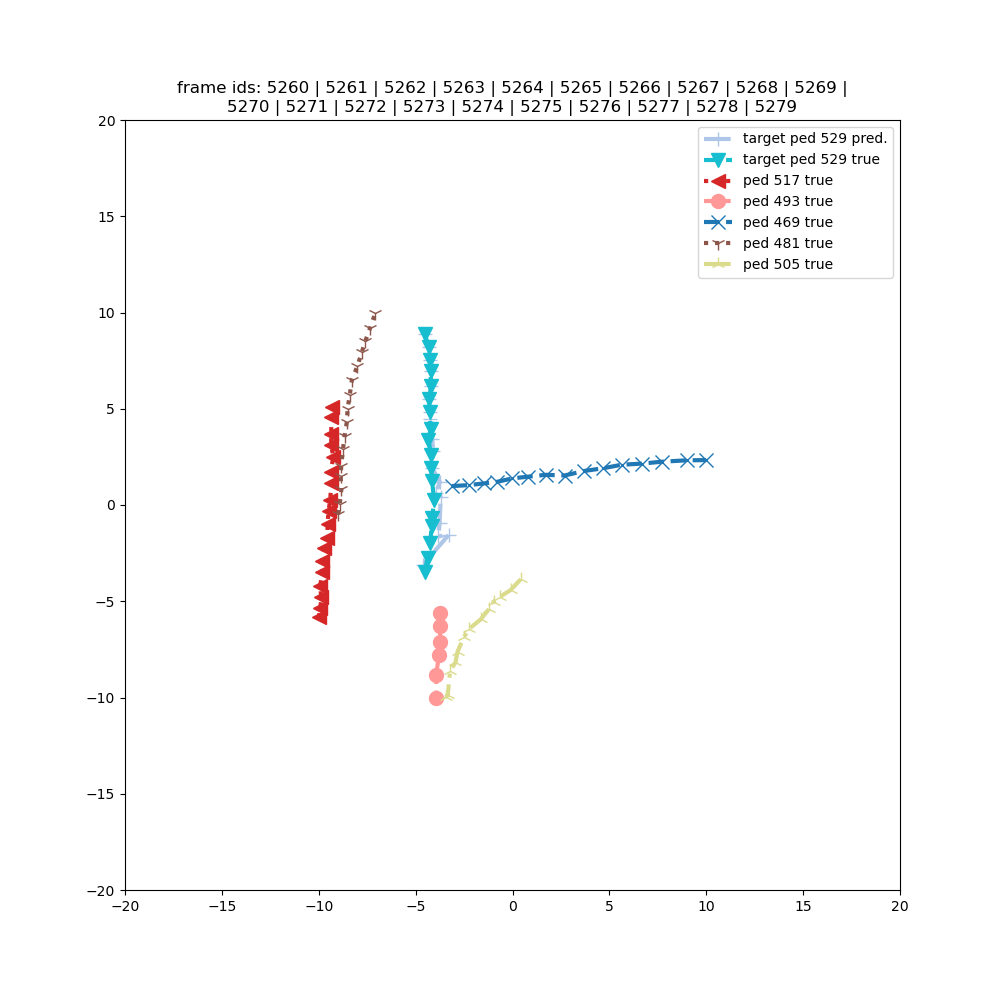 frame ids: 5260 | 5261 | 5262 | 5263 | 5264 | 5265 | 5266 | 5267 | 5268 | 5269 |
5270 | 5271 | 5272 | 5273 | 5274 | 5275 | 5276 | 5277 | 5278 | 5279
target ped 529 pred.
target ped 529 true
ped 517 true
ped 493 true
ped 469 true
ped 481 true
ped 505 true
20
15
10
5
0
−5
−10
−15
−20
−20 −15 −10 −5 0 5 10 15 20